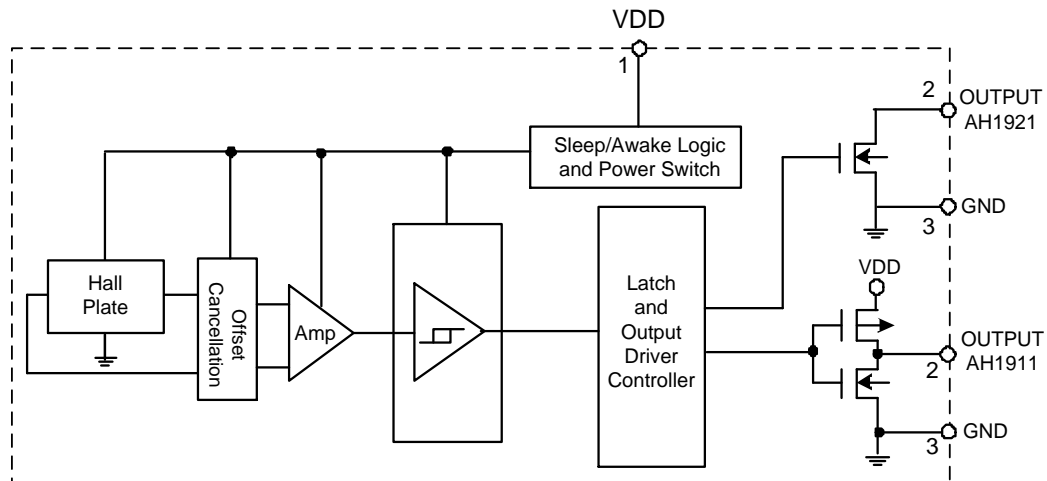 VDD
1
2
OUTPUT
AH1921
Sleep/Awake Logic
and Power Switch
3
GND
Hall
Plate
Offset
Cancellation
Amp
Latch
and
Output
Driver
Controller
VDD
OUTPUT
AH1911
2
3
GND